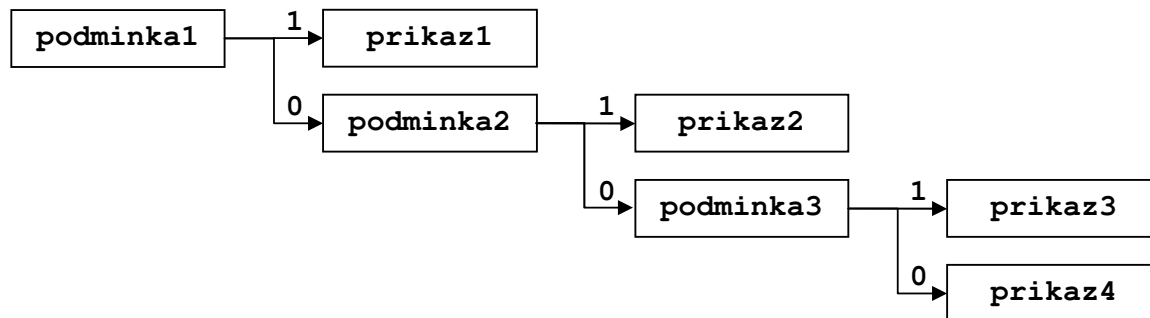 podminka1 1 prikaz1
0 podminka2 1 prikaz2
0 podminka3 1 prikaz3
0 prikaz4